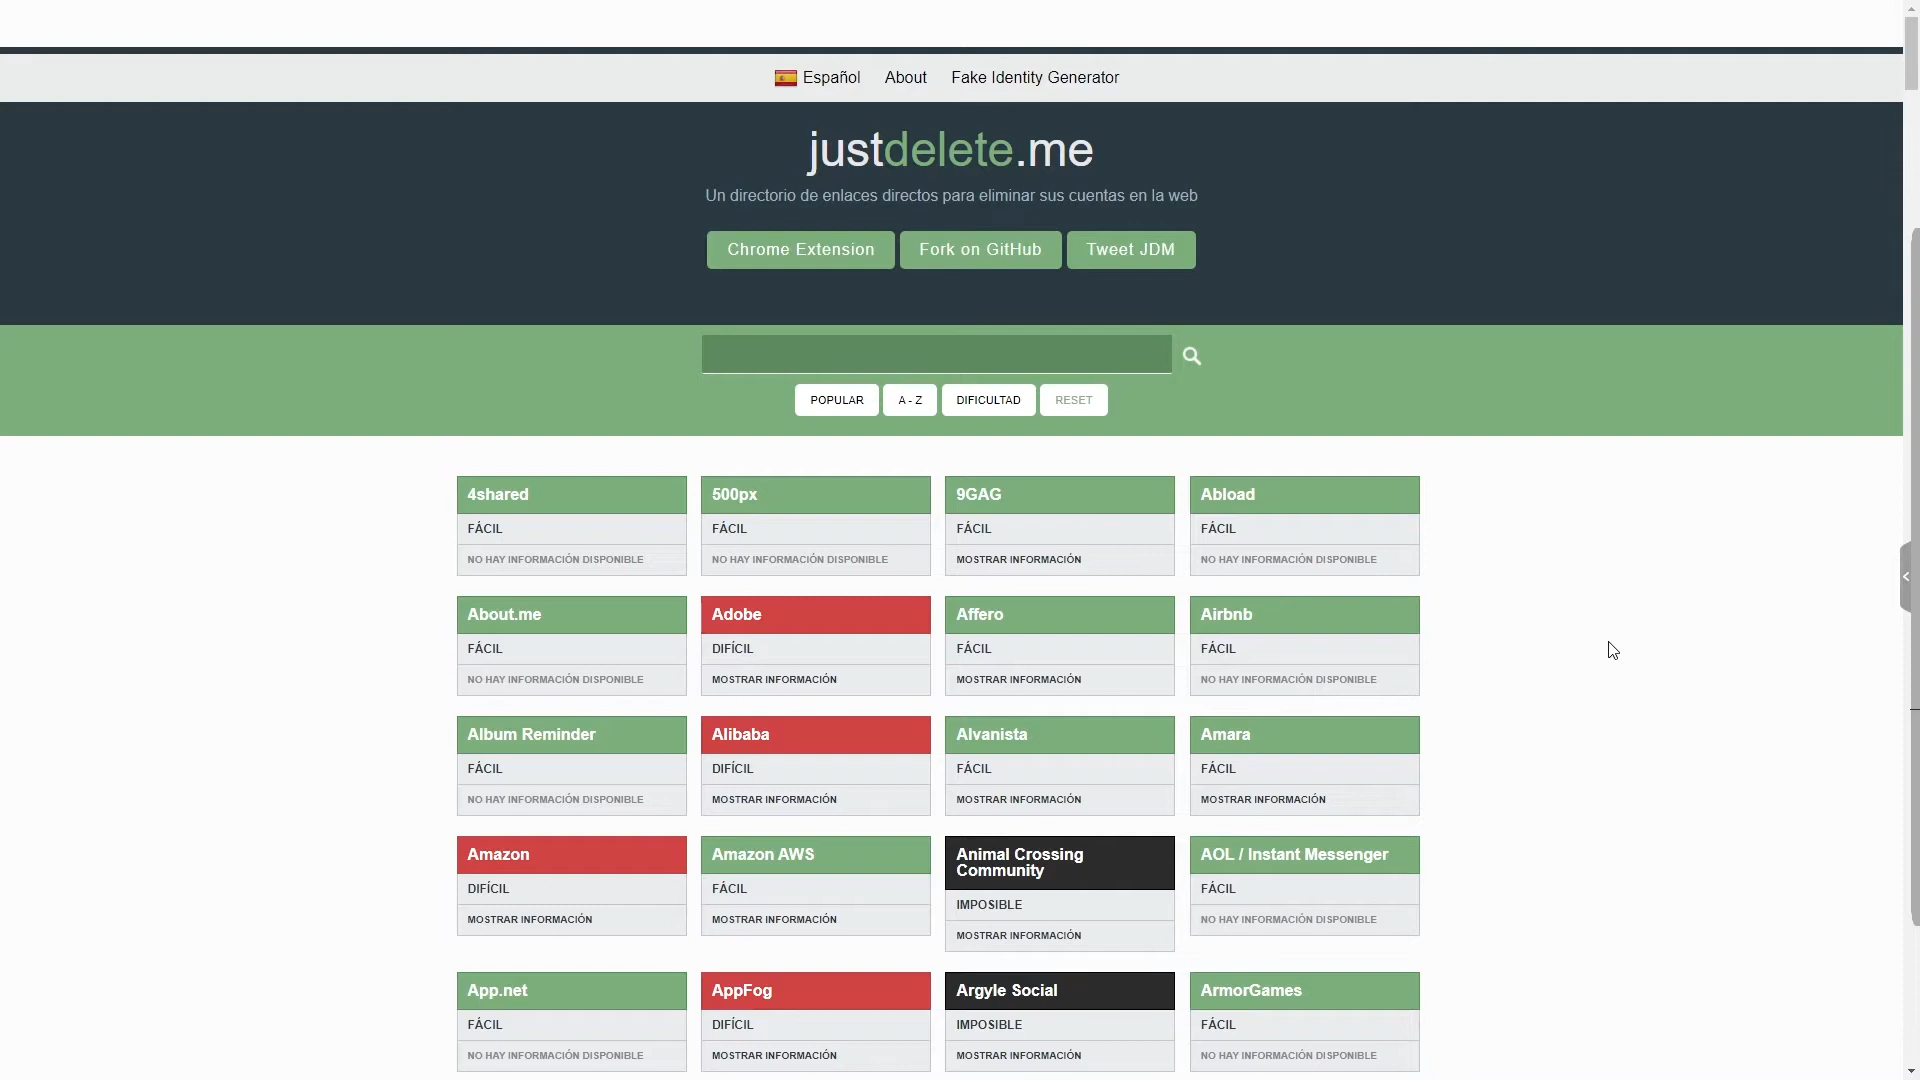 Español About Fake Identity Generator
justdelete.me
Un directorio de enlaces directos para eliminar sus cuentas en la web
Chrome Extension Fork on GitHub Tweet JDM
POPULAR A - Z DIFICULTAD RESET
4shared 500px 9GAG Abload
FÁCIL FÁCIL FÁCIL FÁCIL
NO HAY INFORMACIÓN DISPONIBLE NO HAY INFORMACIÓN DISPONIBLE MOSTRAR INFORMACIÓN NO HAY INFORMACIÓN DISPONIBLE
About.me Adobe Affero Airbnb
FÁCIL DIFÍCIL FÁCIL FÁCIL
NO HAY INFORMACIÓN DISPONIBLE MOSTRAR INFORMACIÓN MOSTRAR INFORMACIÓN NO HAY INFORMACIÓN DISPONIBLE
Album Reminder Alibaba Alvanista Amara
FÁCIL DIFÍCIL FÁCIL FÁCIL
NO HAY INFORMACIÓN DISPONIBLE MOSTRAR INFORMACIÓN MOSTRAR INFORMACIÓN MOSTRAR INFORMACIÓN
Amazon Amazon AWS Animal Crossing Community AOL / Instant Messenger
DIFÍCIL FÁCIL IMPOSIBLE FÁCIL
MOSTRAR INFORMACIÓN MOSTRAR INFORMACIÓN MOSTRAR INFORMACIÓN NO HAY INFORMACIÓN DISPONIBLE
App.net AppFog Argyle Social ArmorGames
FÁCIL DIFÍCIL IMPOSIBLE FÁCIL
NO HAY INFORMACIÓN DISPONIBLE MOSTRAR INFORMACIÓN MOSTRAR INFORMACIÓN NO HAY INFORMACIÓN DISPONIBLE